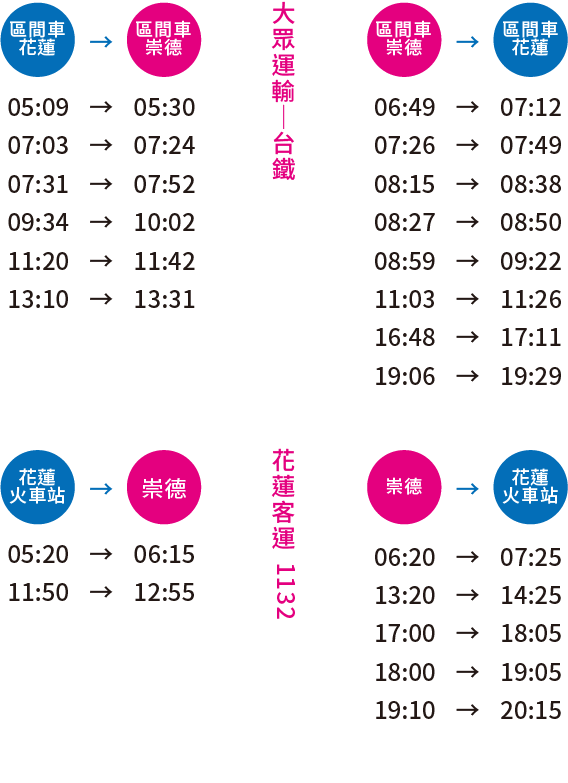 大眾運輸—台鐵
區間車
花蓮
→
區間車
崇德
05:09 → 05:30
07:03 → 07:24
07:31 → 07:52
09:34 → 10:02
11:20 → 11:42
13:10 → 13:31
區間車
崇德
→
區間車
花蓮
06:49 → 07:12
07:26 → 07:49
08:15 → 08:38
08:27 → 08:50
08:59 → 09:22
11:03 → 11:26
16:48 → 17:11
19:06 → 19:29
花蓮客運 1132
花蓮
火車站
→
崇德
05:20 → 06:15
11:50 → 12:55
崇德
→
花蓮
火車站
06:20 → 07:25
13:20 → 14:25
17:00 → 18:05
18:00 → 19:05
19:10 → 20:15